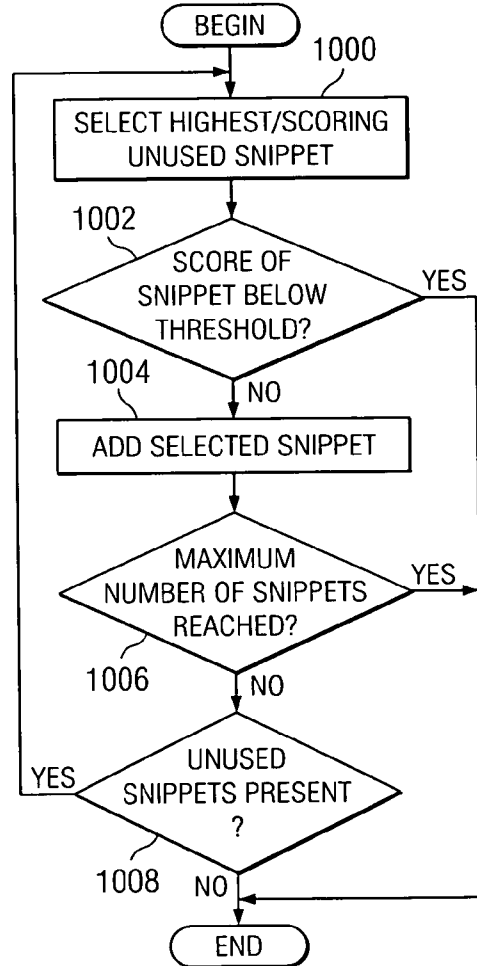 BEGIN
1000
SELECT HIGHEST/SCORING
UNUSED SNIPPET
1002
SCORE OF
SNIPPET BELOW
THRESHOLD?
YES
NO
1004
ADD SELECTED SNIPPET
MAXIMUM
NUMBER OF SNIPPETS
REACHED?
YES
1006
NO
UNUSED
SNIPPETS PRESENT
?
YES
1008
NO
END